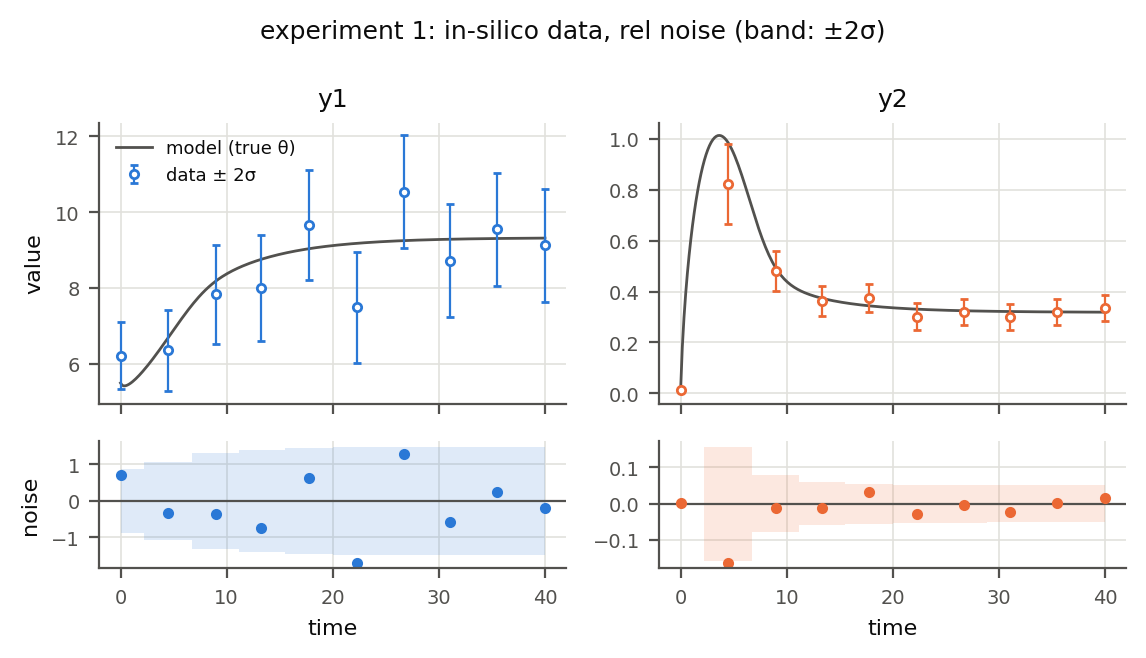 experiment 1: in-silico data, rel noise (band: ±2σ)
y1
y2
value
12
10
8
6
model (true θ)
data ± 2σ
1.0
0.8
0.6
0.4
0.2
0.0
noise
1
0
−1
0.1
0.0
−0.1
0 10 20 30 40
0 10 20 30 40
time
time